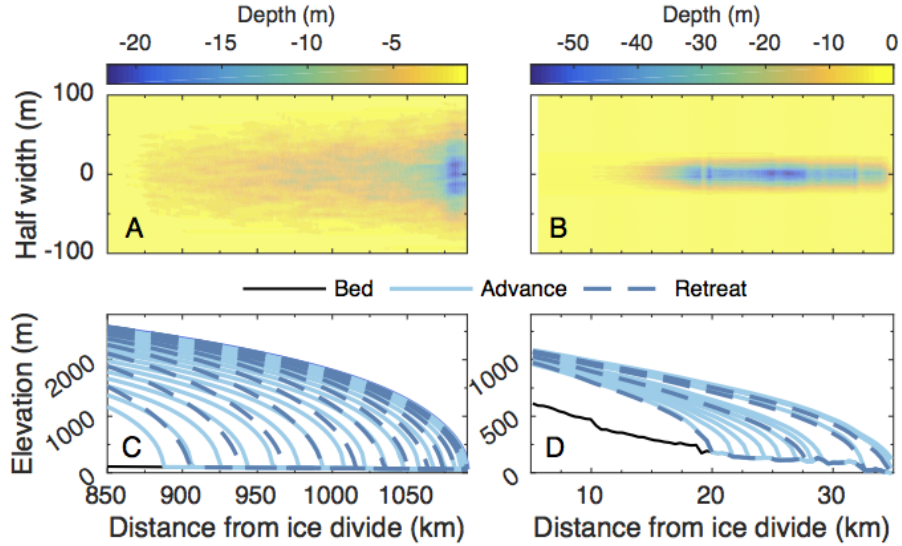 Depth (m) Depth (m)
-20 -15 -10 -5 -50 -40 -30 -20 -10 0
100
Half width (m)
0
-100
A B
Bed Advance Retreat
Elevation (m)
2000
1000
0
1000
500
0
C D
850 900 950 1000 1050 10 20 30
Distance from ice divide (km) Distance from ice divide (km)